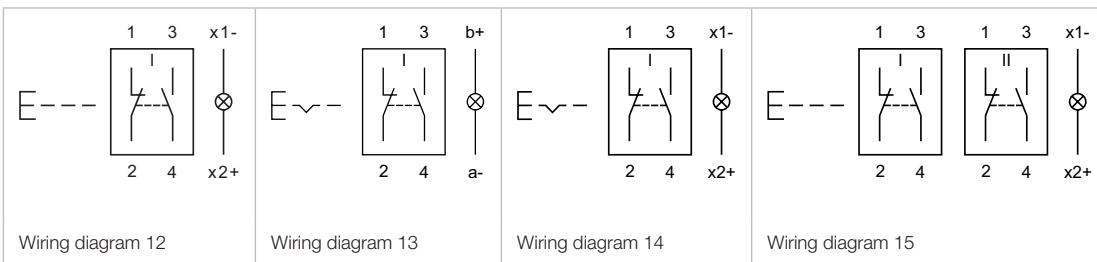 1 3 x1-
I
2 4 x2+
Wiring diagram 12
1 3 b+
I
2 4 a-
Wiring diagram 13
1 3 x1-
I
2 4 x2+
Wiring diagram 14
1 3 1 3 x1-
I II
2 4 2 4 x2+
Wiring diagram 15